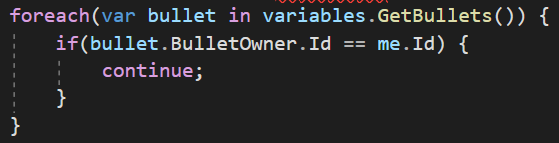 foreach(var bullet in variables.GetBullets()) {
if(bullet.BulletOwner.Id == me.Id) {
continue;
}
}